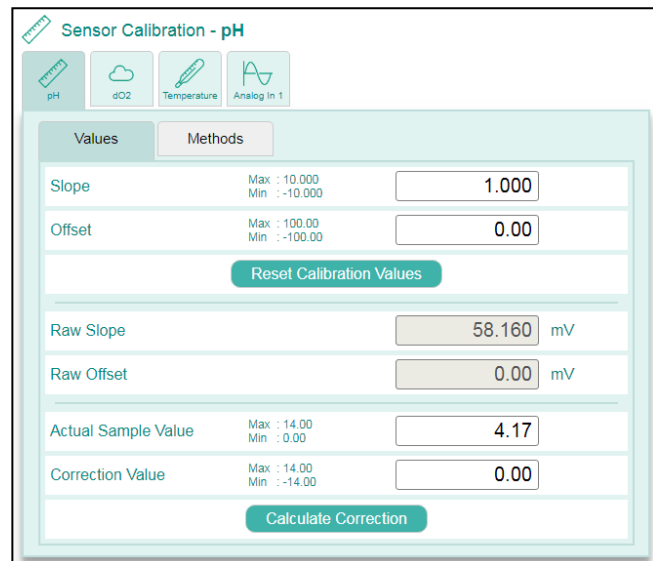 Sensor Calibration - pH
pH dO2 Temperature Analog In 1
Values Methods
Slope Max : 10.000 1.000
Min : -10.000
Offset Max : 100.00 0.00
Min : -100.00
Reset Calibration Values
Raw Slope 58.160 mV
Raw Offset 0.00 mV
Actual Sample Value Max : 14.00 4.17
Min : 0.00
Correction Value Max : 14.00 0.00
Min : -14.00
Calculate Correction